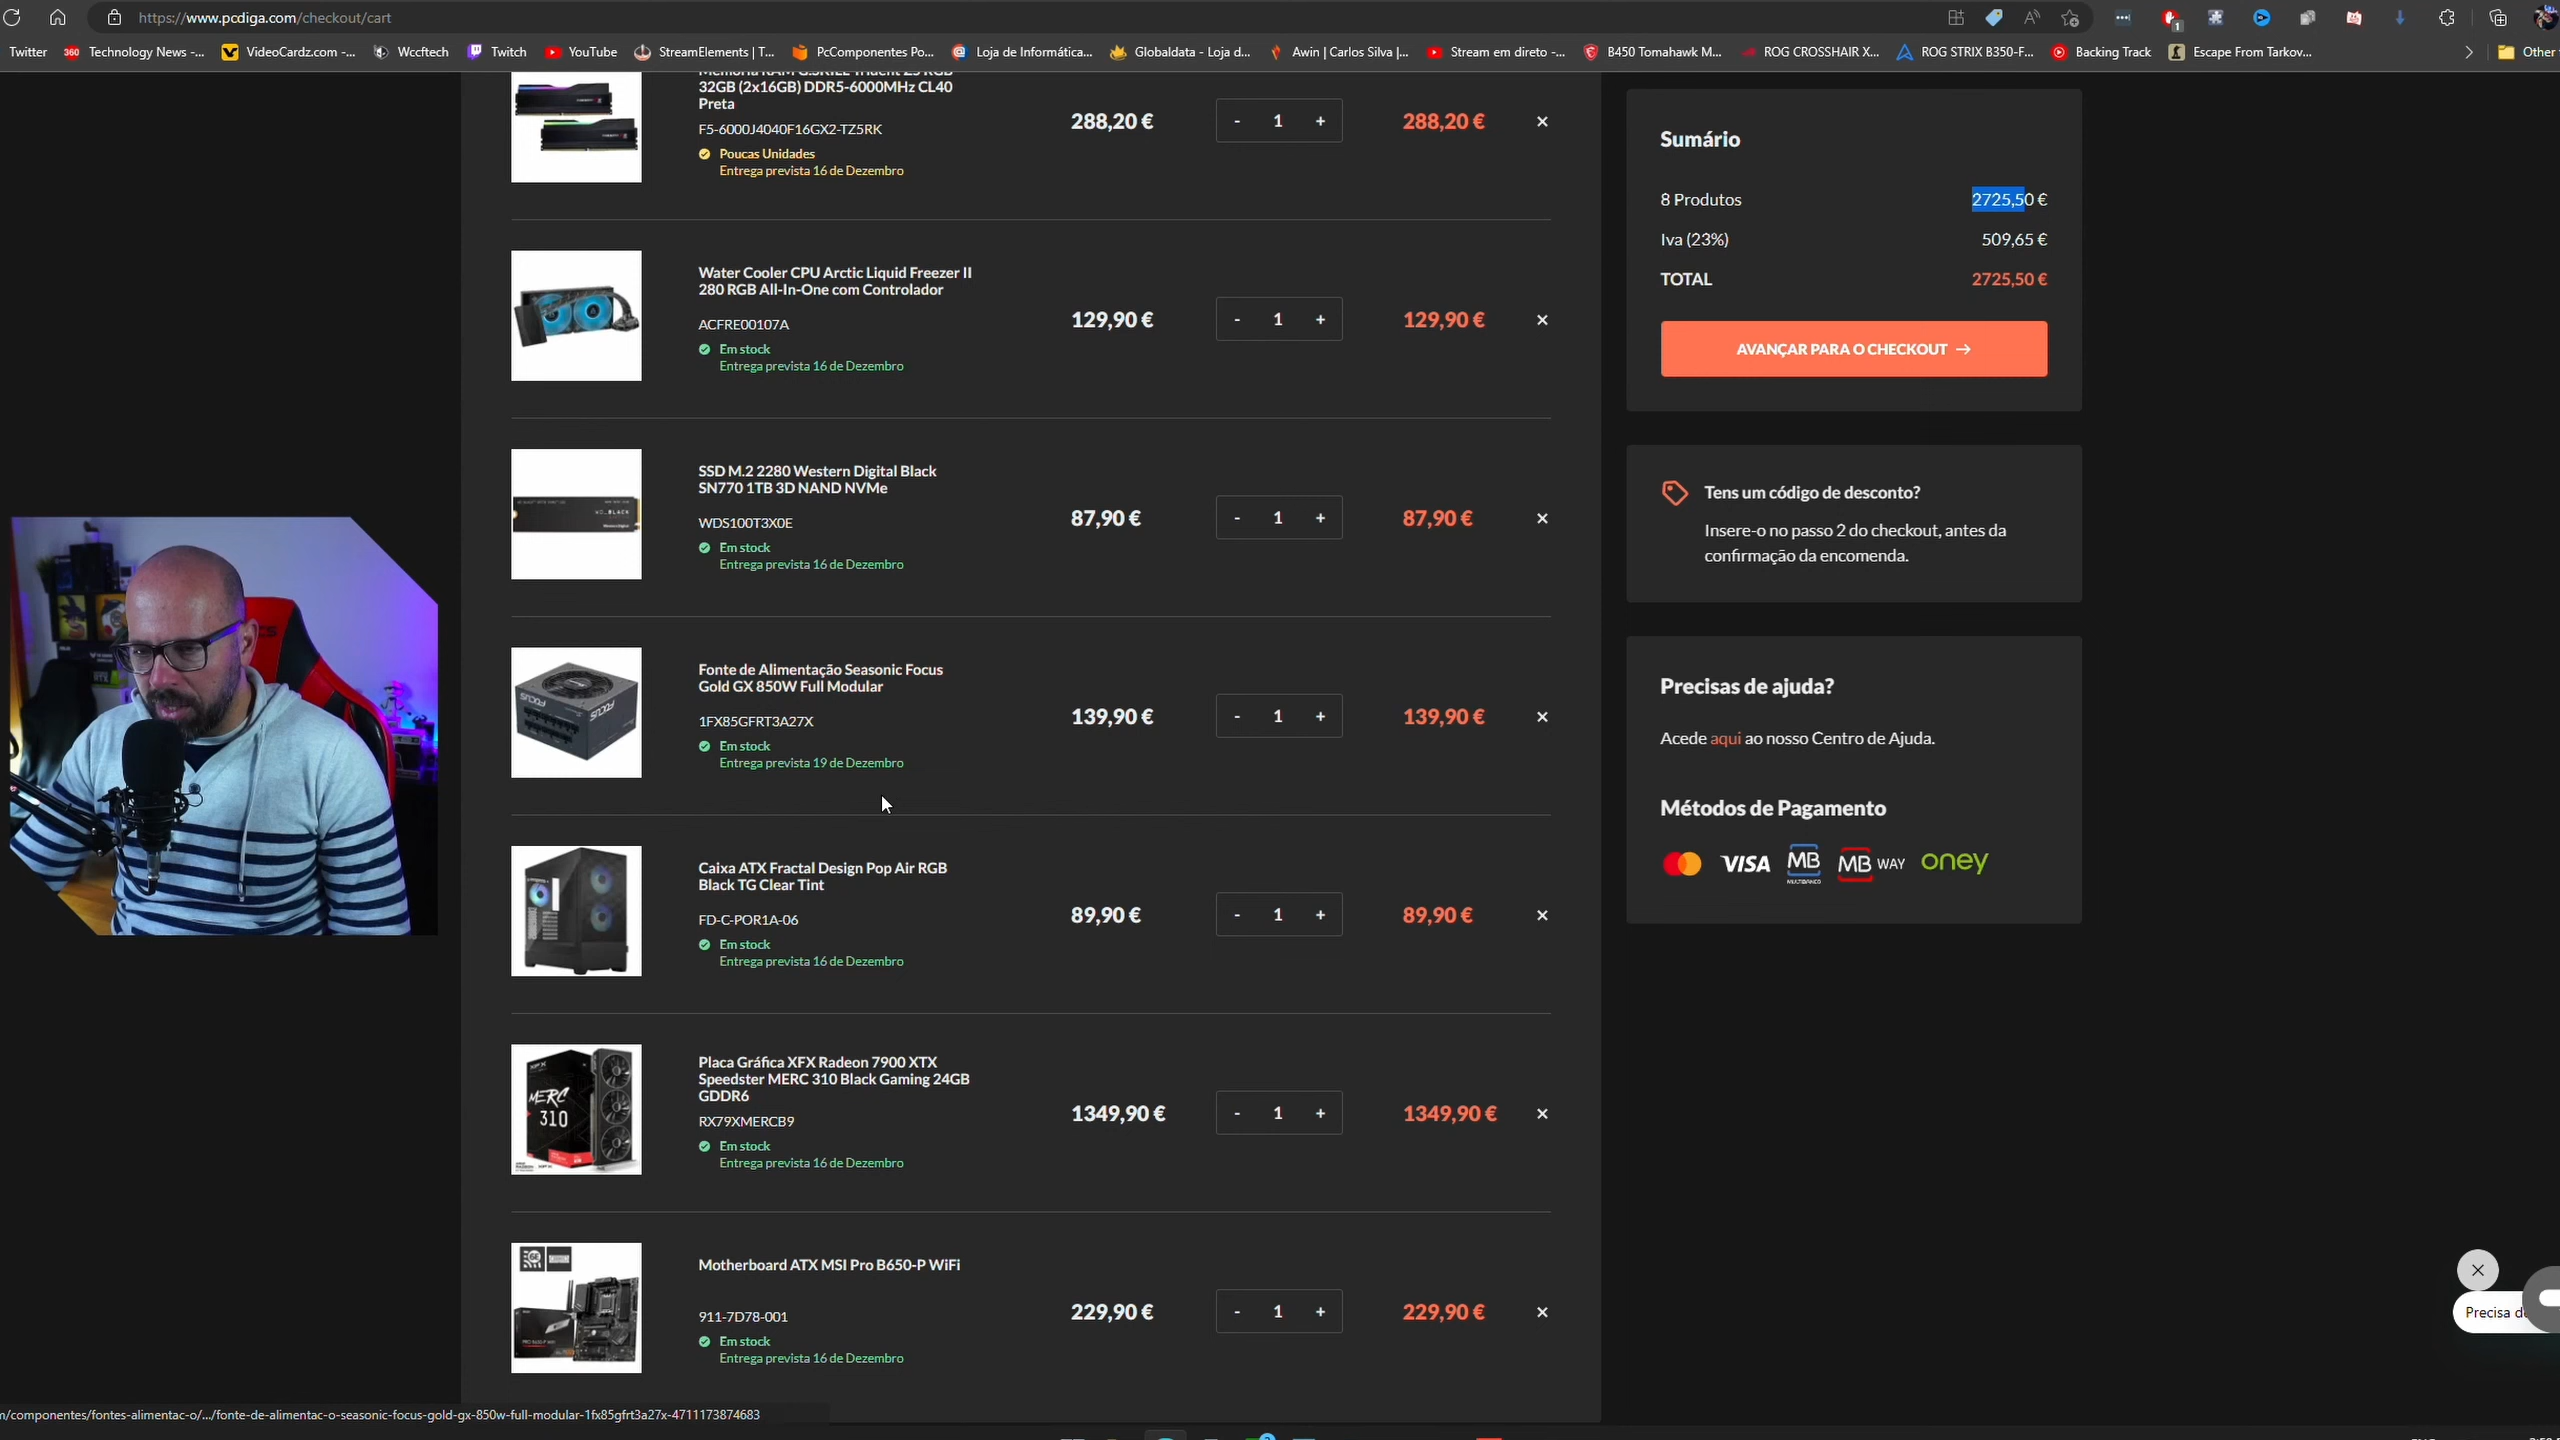 https://www.pcdiga.com/checkout/cart
Twitter
Technology News -...
VideoCardz.com -...
Wccftech
Twitch
YouTube
StreamElements | T...
PcComponentes Po...
Loja de Informática...
Globaldata - Loja d...
Awin | Carlos Silva |...
Stream em direto -...
B450 Tomahawk M...
ROG CROSSHAIR X...
ROG STRIX B350-F...
Backing Track
Escape From Tarkov...
Other
Memória RAM G.SKILL Trident Z5 RGB
32GB (2x16GB) DDR5-6000MHz CL40
Preta
F5-6000J4040F16GX2-TZ5RK
Poucas Unidades
Entrega prevista 16 de Dezembro
288,20 €
- 1 +
288,20 €
Water Cooler CPU Arctic Liquid Freezer II
280 RGB All-In-One com Controlador
ACFRE00107A
Em stock
Entrega prevista 16 de Dezembro
129,90 €
- 1 +
129,90 €
SSD M.2 2280 Western Digital Black
SN770 1TB 3D NAND NVMe
WDS100T3X0E
Em stock
Entrega prevista 16 de Dezembro
87,90 €
- 1 +
87,90 €
Fonte de Alimentação Seasonic Focus
Gold GX 850W Full Modular
1FX85GFRT3A27X
Em stock
Entrega prevista 19 de Dezembro
139,90 €
- 1 +
139,90 €
FOCUS
Caixa ATX Fractal Design Pop Air RGB
Black TG Clear Tint
FD-C-POR1A-06
Em stock
Entrega prevista 16 de Dezembro
89,90 €
- 1 +
89,90 €
Placa Gráfica XFX Radeon 7900 XTX
Speedster MERC 310 Black Gaming 24GB
GDDR6
RX79XMERCB9
Em stock
Entrega prevista 16 de Dezembro
1349,90 €
- 1 +
1349,90 €
MERC
310
Motherboard ATX MSI Pro B650-P WiFi
911-7D78-001
Em stock
Entrega prevista 16 de Dezembro
229,90 €
- 1 +
229,90 €
Sumário
8 Produtos 2725,50 €
Iva (23%) 509,65 €
TOTAL 2725,50 €
AVANÇAR PARA O CHECKOUT →
Tens um código de desconto?
Insere-o no passo 2 do checkout, antes da
confirmação da encomenda.
Precisas de ajuda?
Acede aqui ao nosso Centro de Ajuda.
Métodos de Pagamento
VISA
MB
MULTIBANCO
MB WAY
oney
Precisa d
m/componentes/fontes-alimentac-o/.../fonte-de-alimentac-o-seasonic-focus-gold-gx-850w-full-modular-1fx85gfrt3a27x-4711173874683